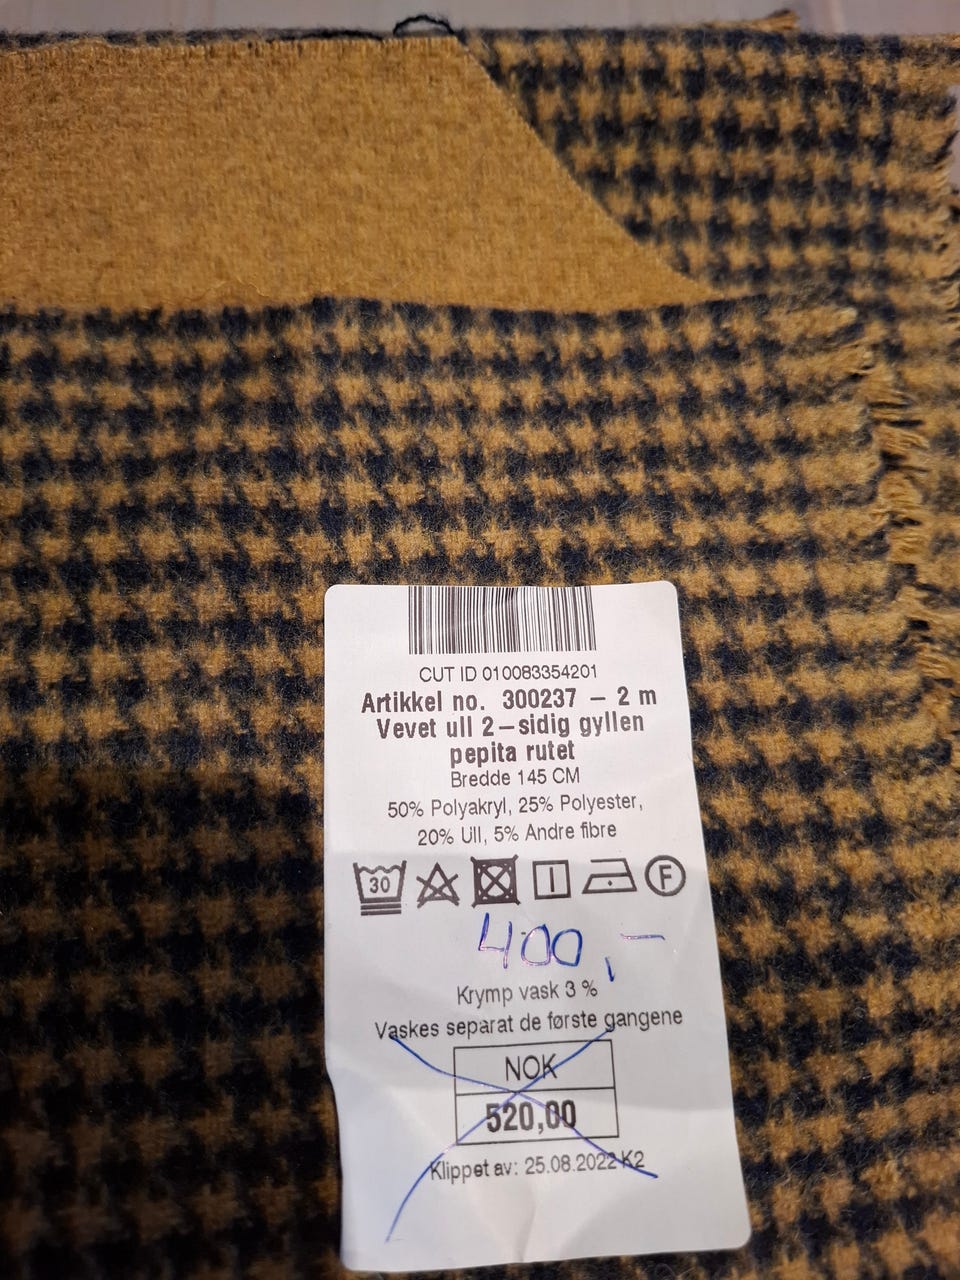 CUT ID 010083354201
Artikkel no. 300237 – 2 m
Vevet ull 2–sidig gyllen
pepita rutet
Bredde 145 CM
50% Polyakryl, 25% Polyester,
20% Ull, 5% Andre fibre
30 F
400,–
Krymp vask 3 %
Vaskes separat de første gangene
NOK
520,00
Klippet av: 25.08.2022 K2